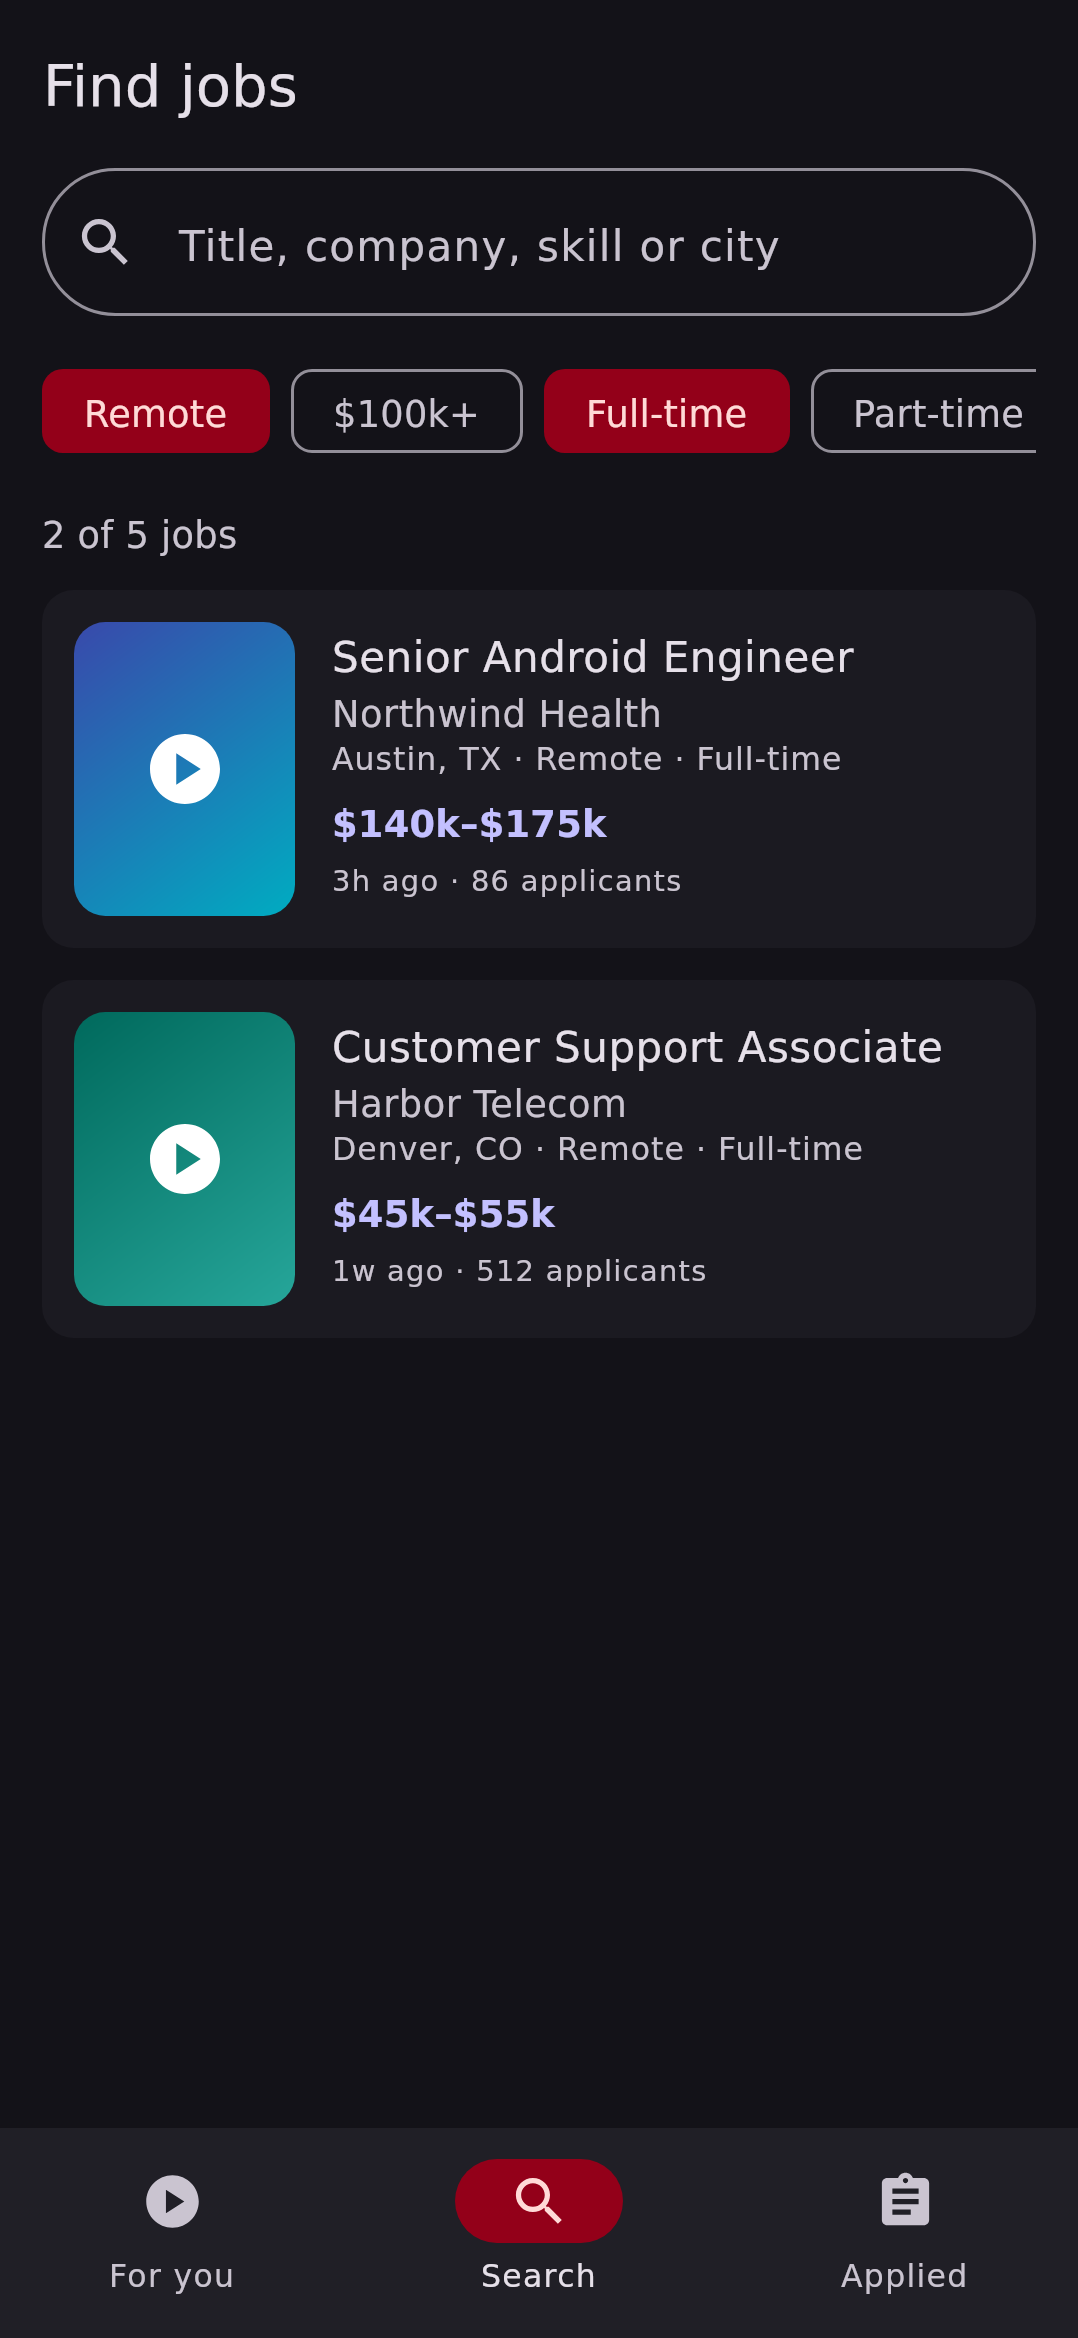 Find jobs
Title, company, skill or city
Remote
$100k+
Full-time
Part-time
2 of 5 jobs
Senior Android Engineer
Northwind Health
Austin, TX · Remote · Full-time
$140k–$175k
3h ago · 86 applicants
Customer Support Associate
Harbor Telecom
Denver, CO · Remote · Full-time
$45k–$55k
1w ago · 512 applicants
For you
Search
Applied